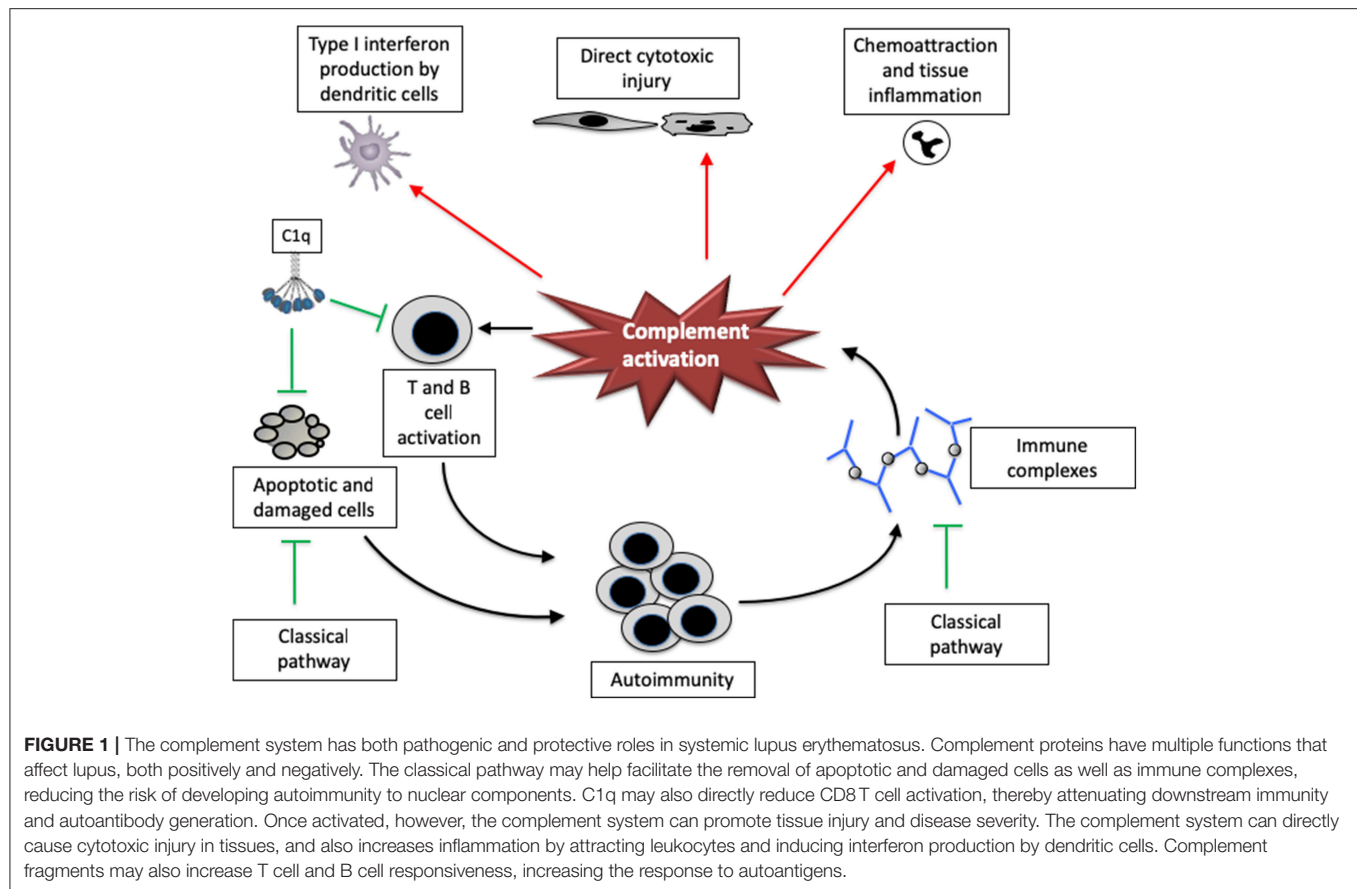 Type I interferon
production by
dendritic cells
Direct cytotoxic
injury
Chemoattraction
and tissue
inflammation
C1q
Complement
activation
T and B
cell
activation
Immune
complexes
Apoptotic and
damaged cells
Classical
pathway
Classical
pathway
Autoimmunity
FIGURE 1 | The complement system has both pathogenic and protective roles in systemic lupus erythematosus. Complement proteins have multiple functions that
affect lupus, both positively and negatively. The classical pathway may help facilitate the removal of apoptotic and damaged cells as well as immune complexes,
reducing the risk of developing autoimmunity to nuclear components. C1q may also directly reduce CD8 T cell activation, thereby attenuating downstream immunity
and autoantibody generation. Once activated, however, the complement system can promote tissue injury and disease severity. The complement system can directly
cause cytotoxic injury in tissues, and also increases inflammation by attracting leukocytes and inducing interferon production by dendritic cells. Complement
fragments may also increase T cell and B cell responsiveness, increasing the response to autoantigens.